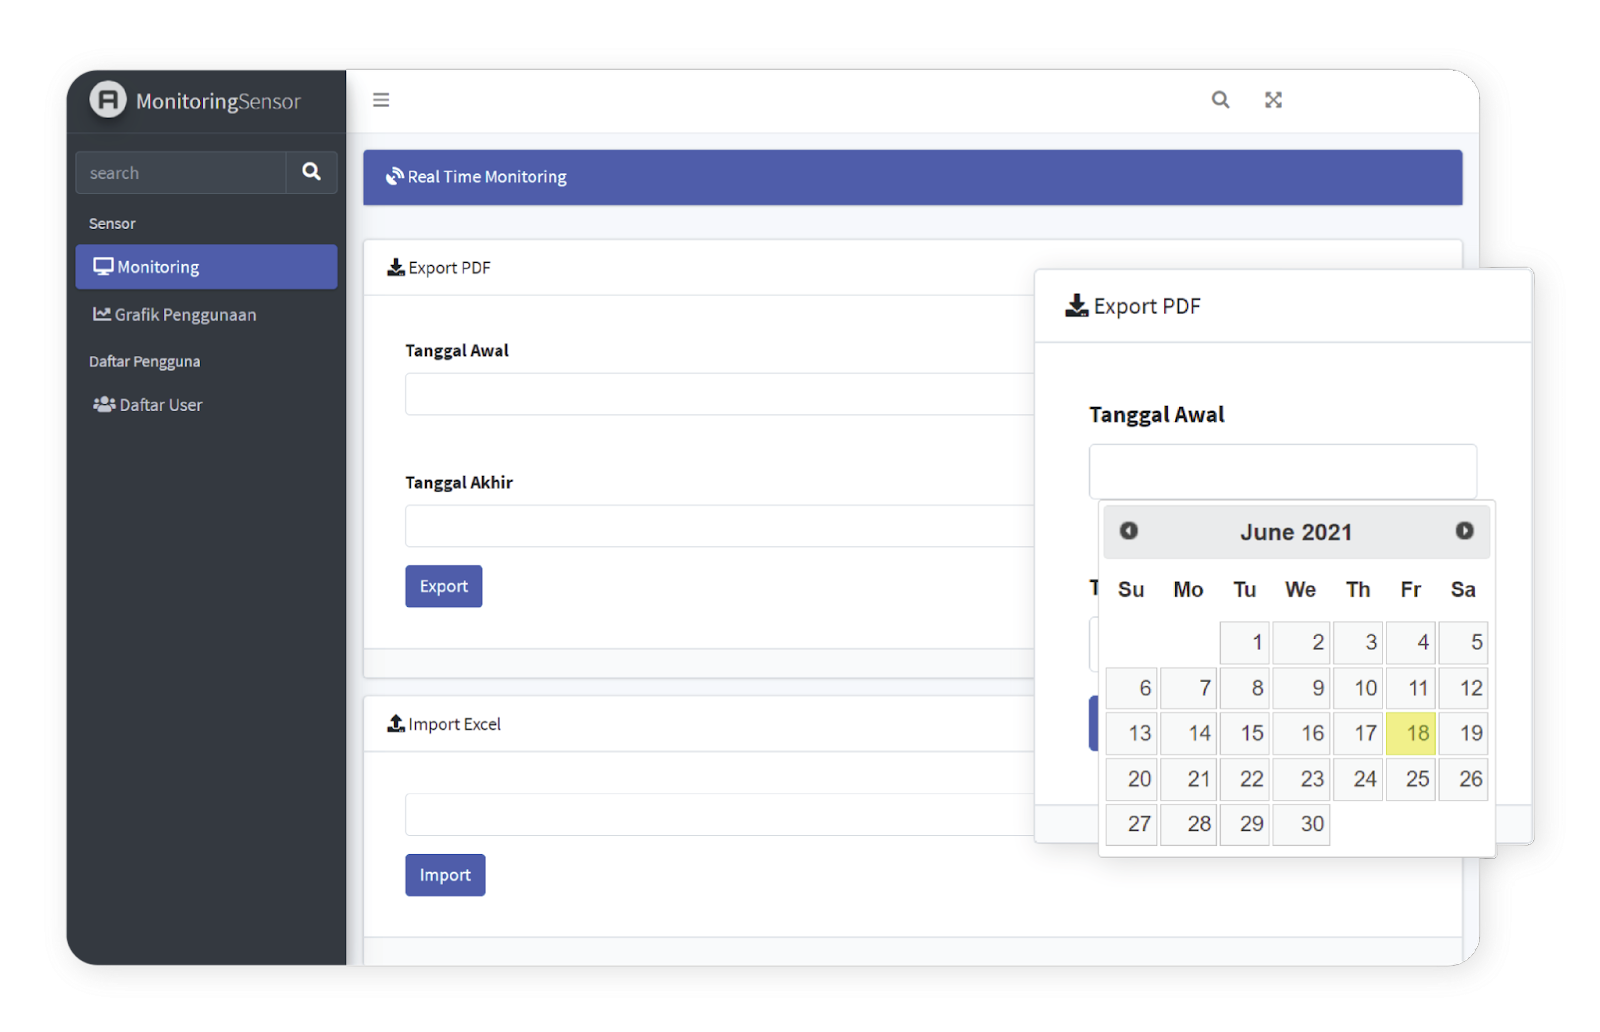 MonitoringSensor
search
Sensor
Monitoring
Grafik Penggunaan
Daftar Pengguna
Daftar User
Real Time Monitoring
Export PDF
Tanggal Awal
Tanggal Akhir
Export
Import Excel
Import
Export PDF
Tanggal Awal
June 2021
Su Mo Tu We Th Fr Sa
1 2 3 4 5
6 7 8 9 10 11 12
13 14 15 16 17 18 19
20 21 22 23 24 25 26
27 28 29 30